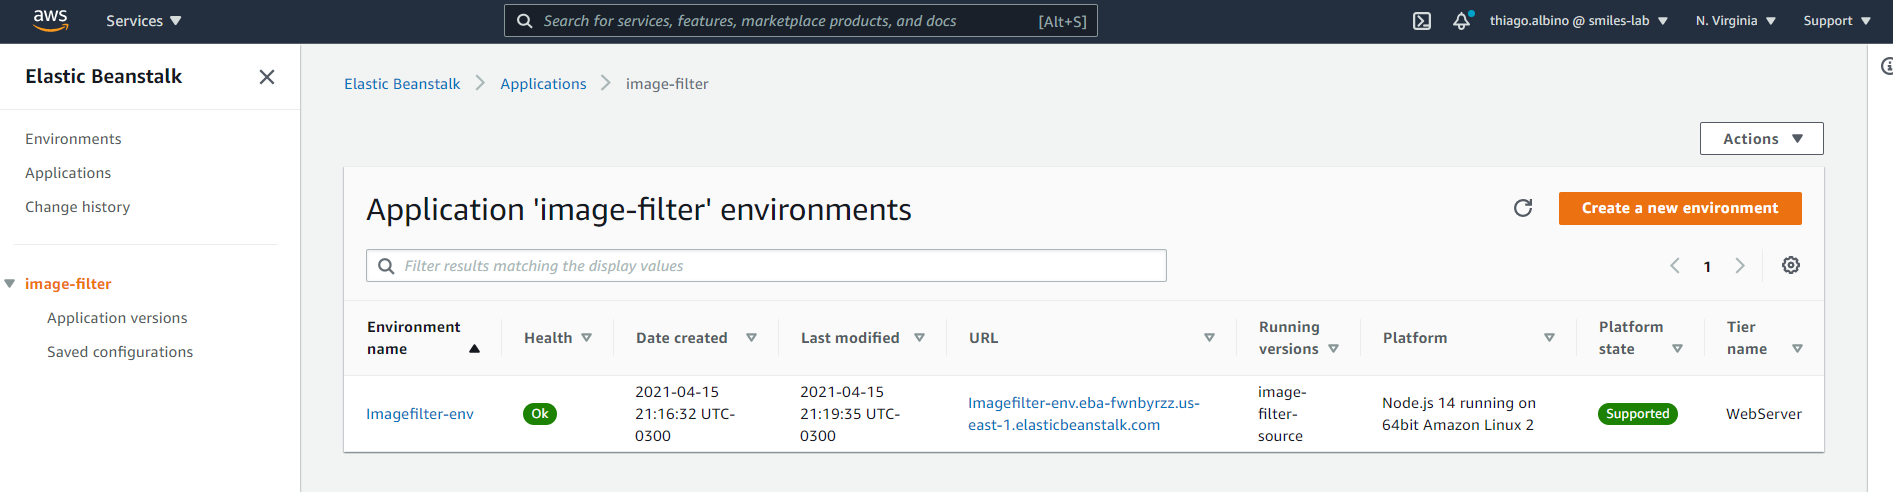 aws
Services
Search for services, features, marketplace products, and docs
[Alt+S]
thiago.albino @ smiles-lab
N. Virginia
Support
Elastic Beanstalk
Environments
Applications
Change history
image-filter
Application versions
Saved configurations
Elastic Beanstalk
Applications
image-filter
Actions
Application 'image-filter' environments
Create a new environment
Filter results matching the display values
1
Environment
name
Health
Date created
Last modified
URL
Running
versions
Platform
Platform
state
Tier
name
Imagefilter-env
Ok
2021-04-15
21:16:32 UTC-
0300
2021-04-15
21:19:35 UTC-
0300
Imagefilter-env.eba-fwnbyrzz.us-
east-1.elasticbeanstalk.com
image-
filter-
source
Node.js 14 running on
64bit Amazon Linux 2
Supported
WebServer